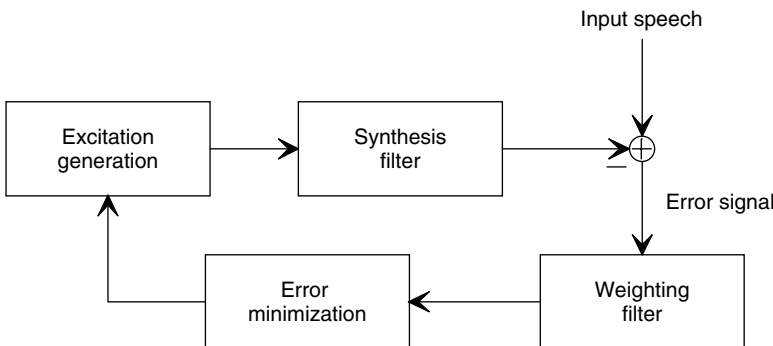 Input speech
Excitation
generation
Synthesis
filter
+
−
Error signal
Error
minimization
Weighting
filter